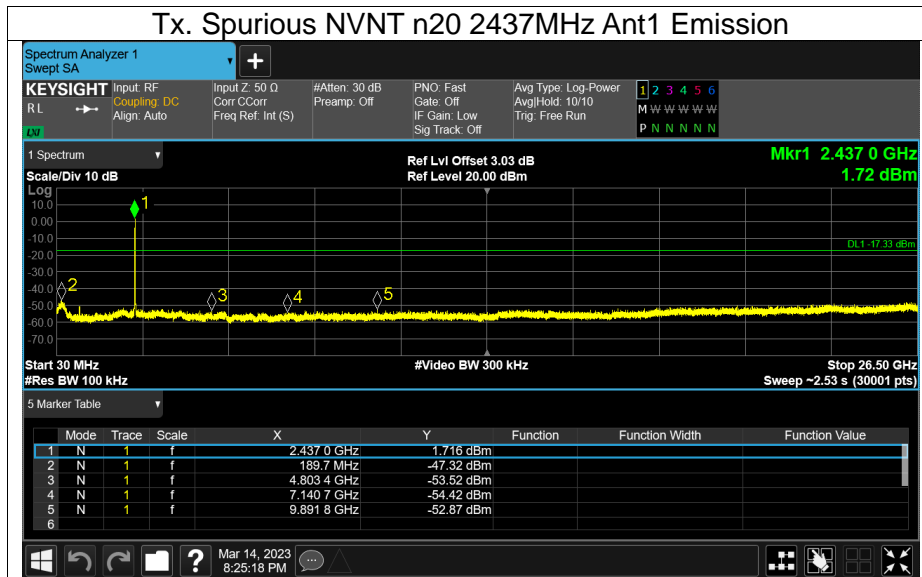 Tx. Spurious NVNT n20 2437MHz Ant1 Emission
Spectrum Analyzer 1
Swept SA
+
KEYSIGHT Input: RF Input Z: 50 Ω #Atten: 30 dB PNO: Fast Avg Type: Log-Power 1 2 3 4 5 6
R L Coupling: DC Corr CCorr Preamp: Off Gate: Off Avg|Hold: 10/10 M W W W W W
Align: Auto Freq Ref: Int (S) IF Gain: Low Trig: Free Run
LXI Sig Track: Off P N N N N N
1 Spectrum Ref Lvl Offset 3.03 dB Mkr1 2.437 0 GHz
Scale/Div 10 dB Ref Level 20.00 dBm 1.72 dBm
Log
10.0 1
0.00
-10.0 DL1 -17.33 dBm
-20.0
-30.0
-40.0 2
-50.0 3 4 5
-60.0
-70.0
Start 30 MHz #Video BW 300 kHz Stop 26.50 GHz
#Res BW 100 kHz Sweep ~2.53 s (30001 pts)
5 Marker Table
Mode Trace Scale X Y Function Function Width Function Value
1 N 1 f 2.437 0 GHz 1.716 dBm
2 N 1 f 189.7 MHz -47.32 dBm
3 N 1 f 4.803 4 GHz -53.52 dBm
4 N 1 f 7.140 7 GHz -54.42 dBm
5 N 1 f 9.891 8 GHz -52.87 dBm
6
? Mar 14, 2023
8:25:18 PM